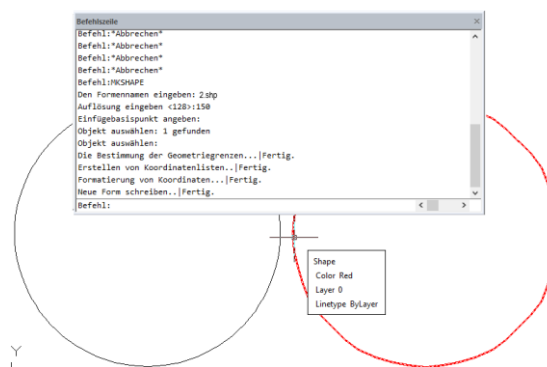 Befehlszeile
Befehl:*Abbrechen*
Befehl:*Abbrechen*
Befehl:*Abbrechen*
Befehl:*Abbrechen*
Befehl:MKSHAPE
Den Formennamen eingeben: 2.shp
Auflösung eingeben <128>:150
Einfügebasispunkt angeben:
Objekt auswählen: 1 gefunden
Objekt auswählen:
Die Bestimmung der Geometriegrenzen...|Fertig.
Erstellen von Koordinatenlisten..|Fertig.
Formatierung von Koordinaten...|Fertig.
Neue Form schreiben..|Fertig.
Befehl:
Shape
Color Red
Layer 0
Linetype ByLayer
Y